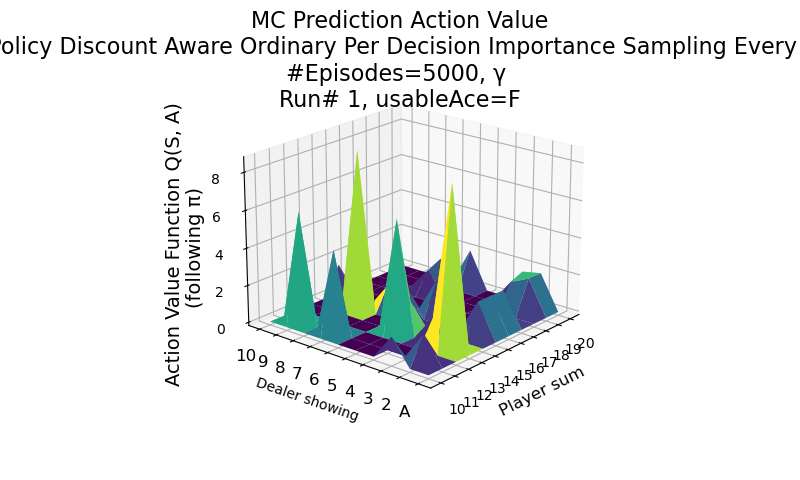 MC Prediction Action Value
Policy Discount Aware Ordinary Per Decision Importance Sampling Every
#Episodes=5000, γ
Run# 1, usableAce=F
Action Value Function Q(S, A)
(following π)
8
6
4
2
0
10 9 8 7 6 5 4 3 2 A
Dealer showing
10 11 12 13 14 15 16 17 18 19 20
Player sum